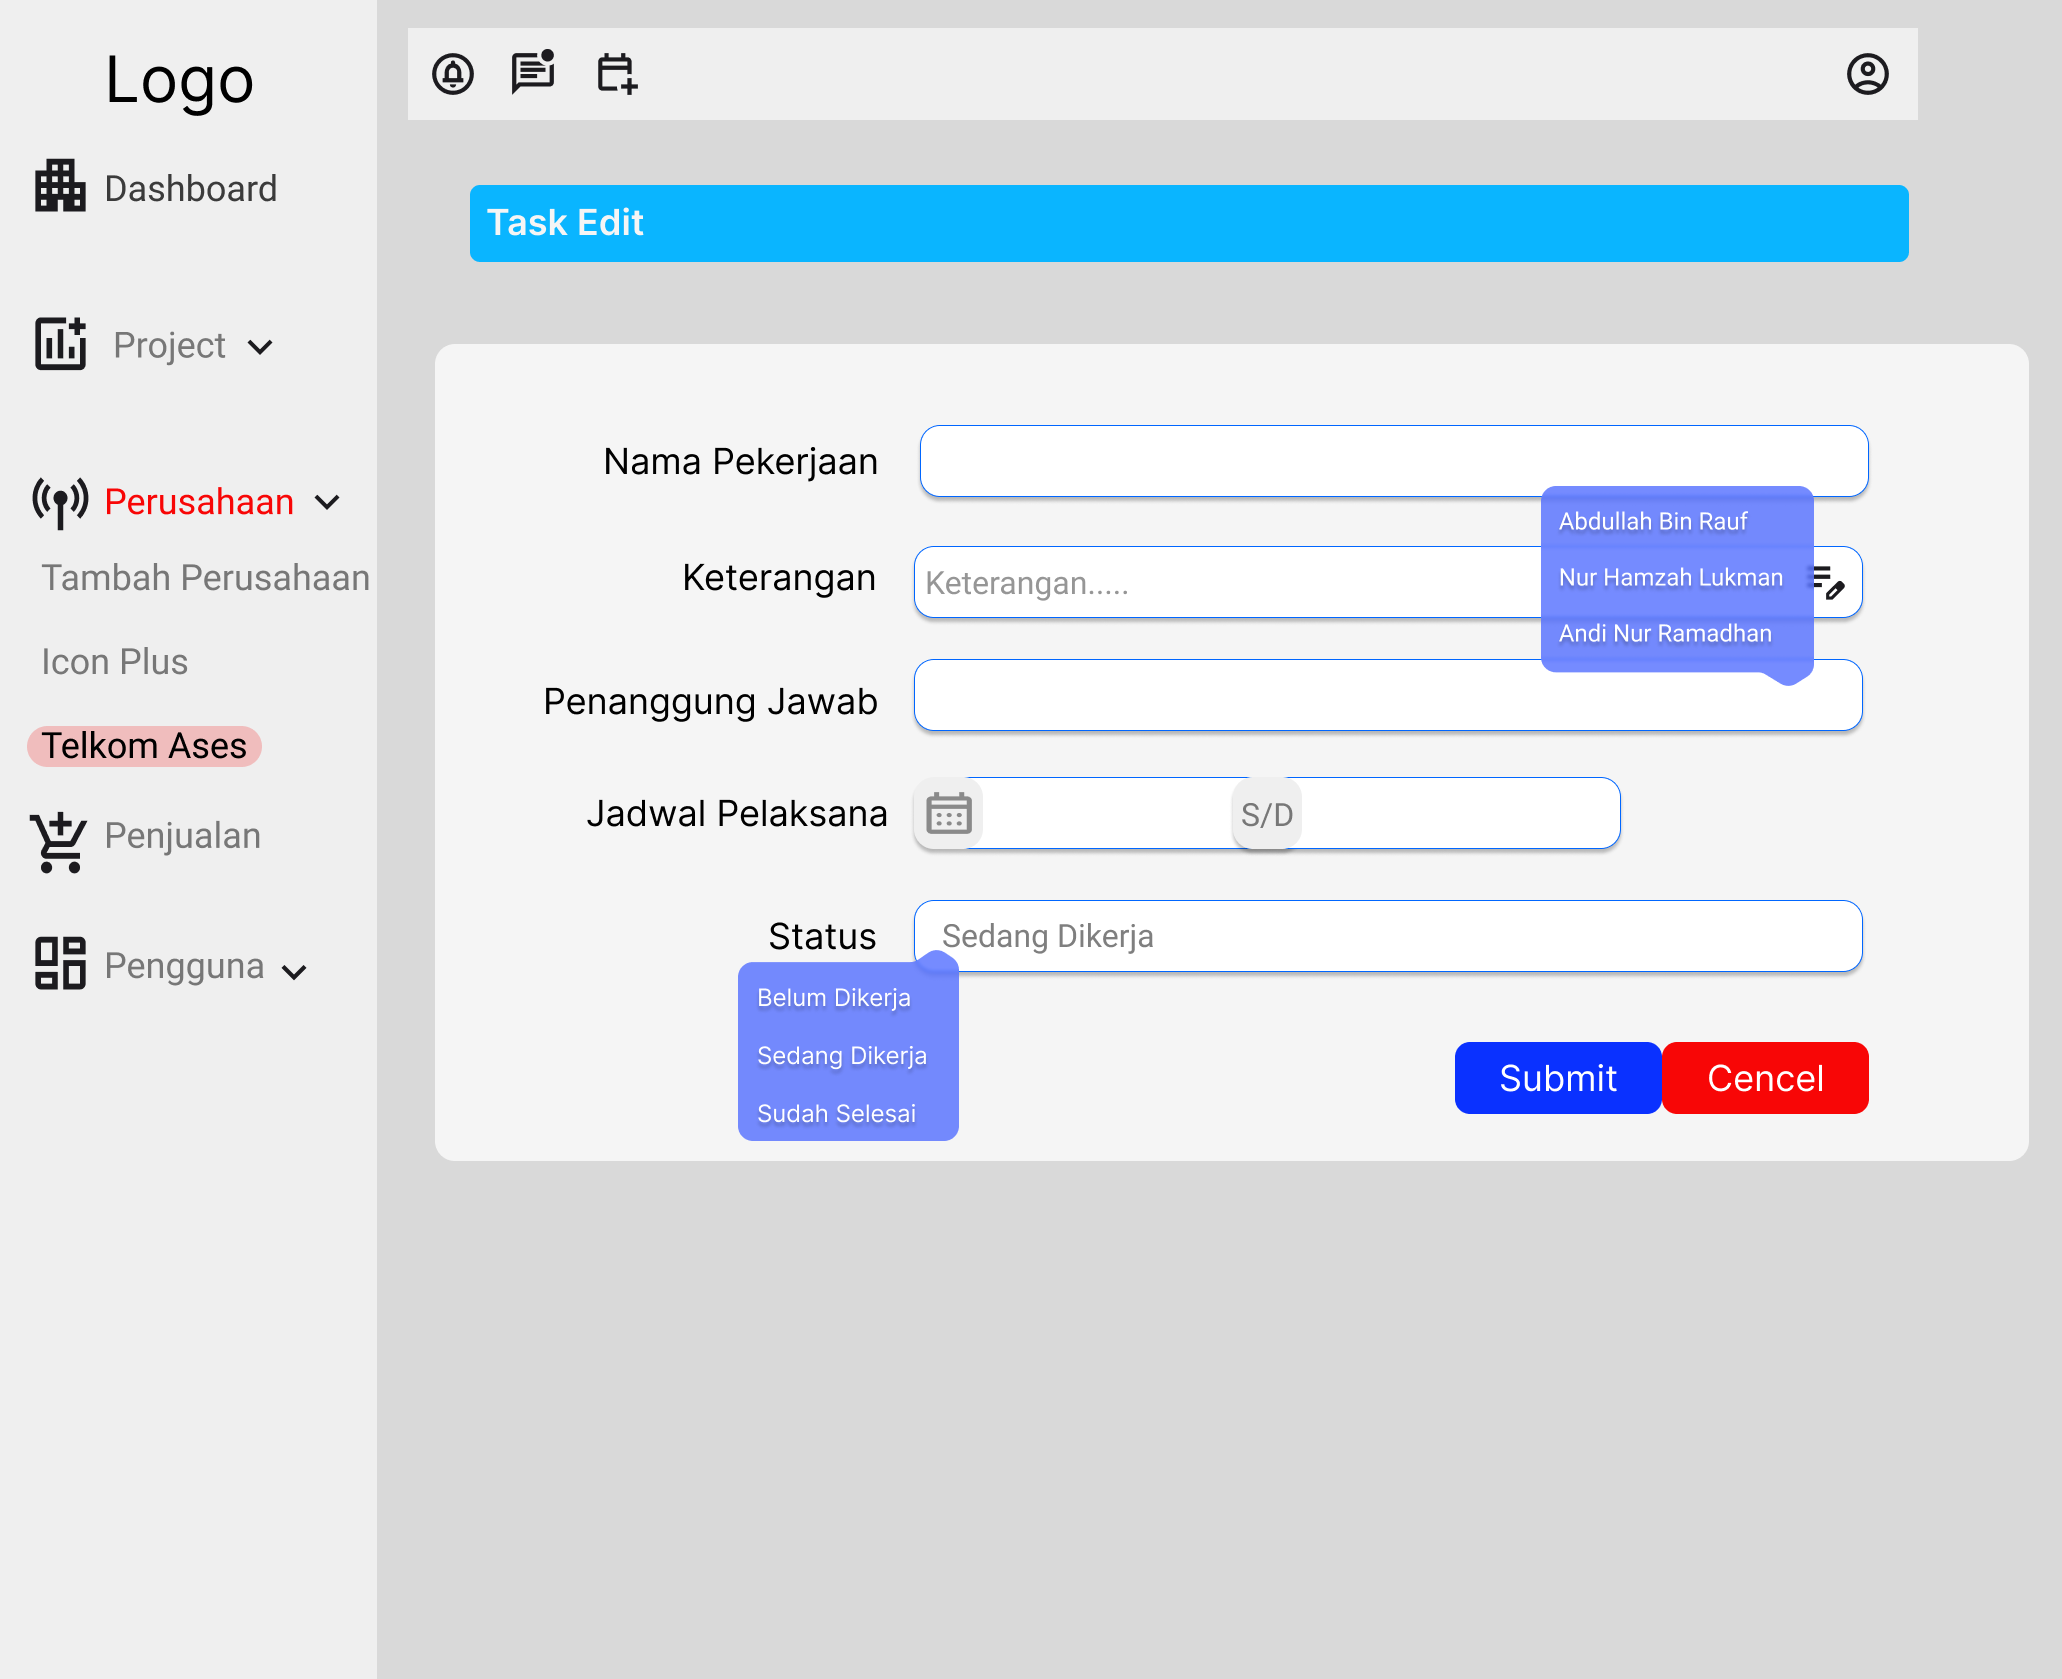 Logo
Dashboard
Project
Perusahaan
Tambah Perusahaan
Icon Plus
Telkom Ases
Penjualan
Pengguna
Task Edit
Nama Pekerjaan
Abdullah Bin Rauf
Nur Hamzah Lukman
Andi Nur Ramadhan
Keterangan
Keterangan.....
Penanggung Jawab
Jadwal Pelaksana
S/D
Status
Sedang Dikerja
Belum Dikerja
Sedang Dikerja
Sudah Selesai
Submit
Cencel